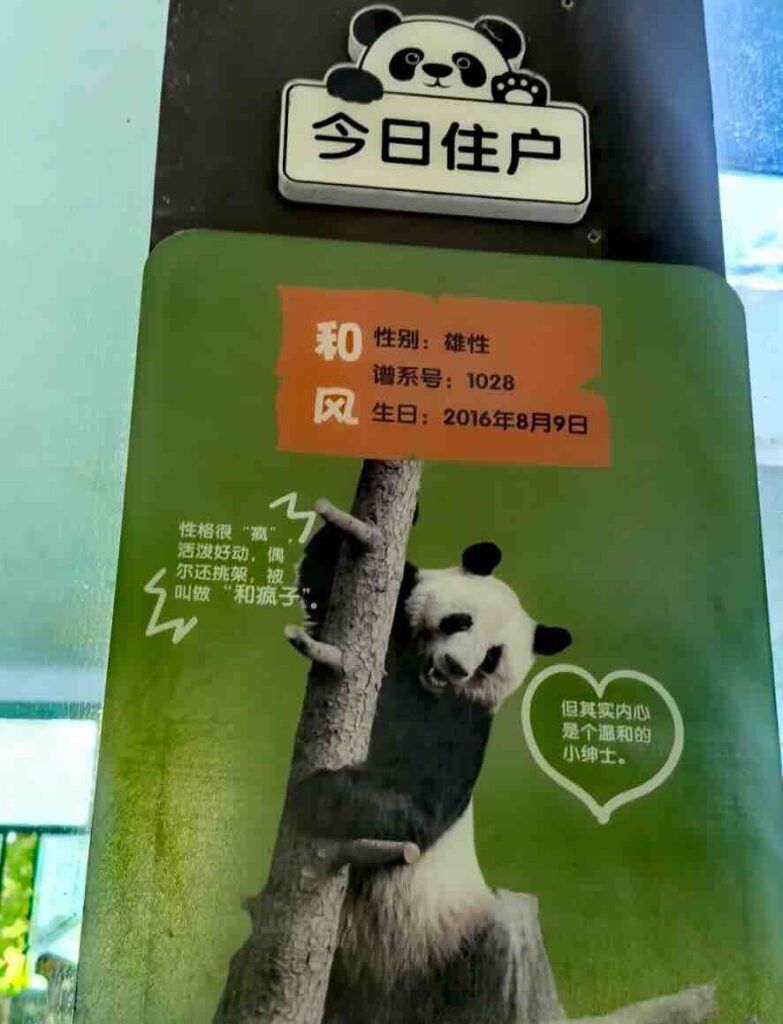 今日住户
和风
性别：雄性
谱系号：1028
生日：2016年8月9日
性格很“疯”，
活泼好动，偶
尔还挑架，被
叫做“和疯子”。
但其实内心
是个温和的
小绅士。